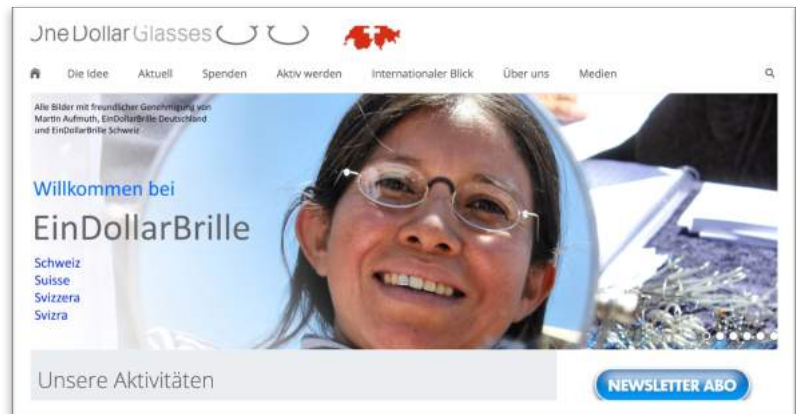 One Dollar Glasses
Die Idee Aktuell Spenden Aktiv werden Internationaler Blick Über uns Medien
Alle Bilder mit freundlicher Genehmigung von
Martin Aufmuth, EinDollarBrille Deutschland
und EinDollarBrille Schweiz
Willkommen bei
EinDollarBrille
Schweiz
Suisse
Svizzera
Svizra
Unsere Aktivitäten
NEWSLETTER ABO